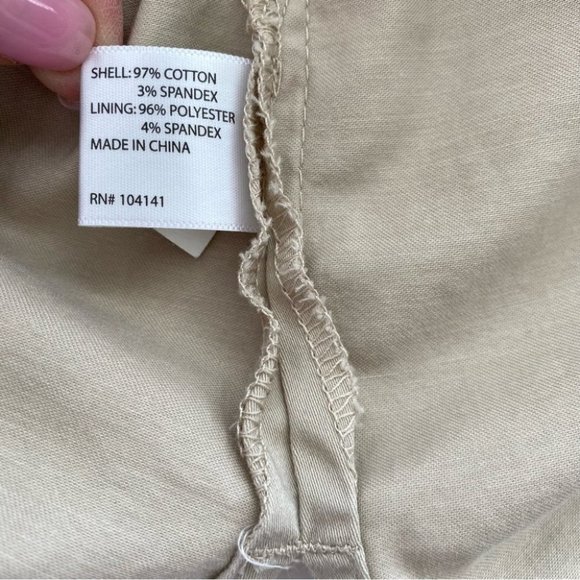 SHELL: 97% COTTON
3% SPANDEX
LINING: 96% POLYESTER
4% SPANDEX
MADE IN CHINA
RN# 104141